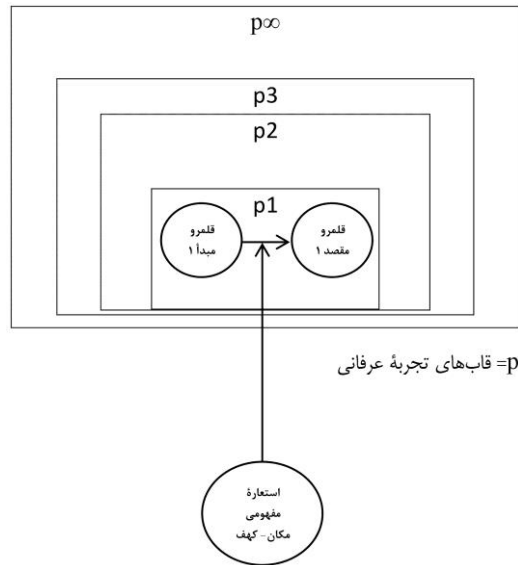 p∞
p3
p2
p1
قلمرو
مبدأ ۱
قلمرو
مقصد ۱
p= قاب‌های تجربهٔ عرفانی
استعارهٔ
مفهومی
مکان- کهف